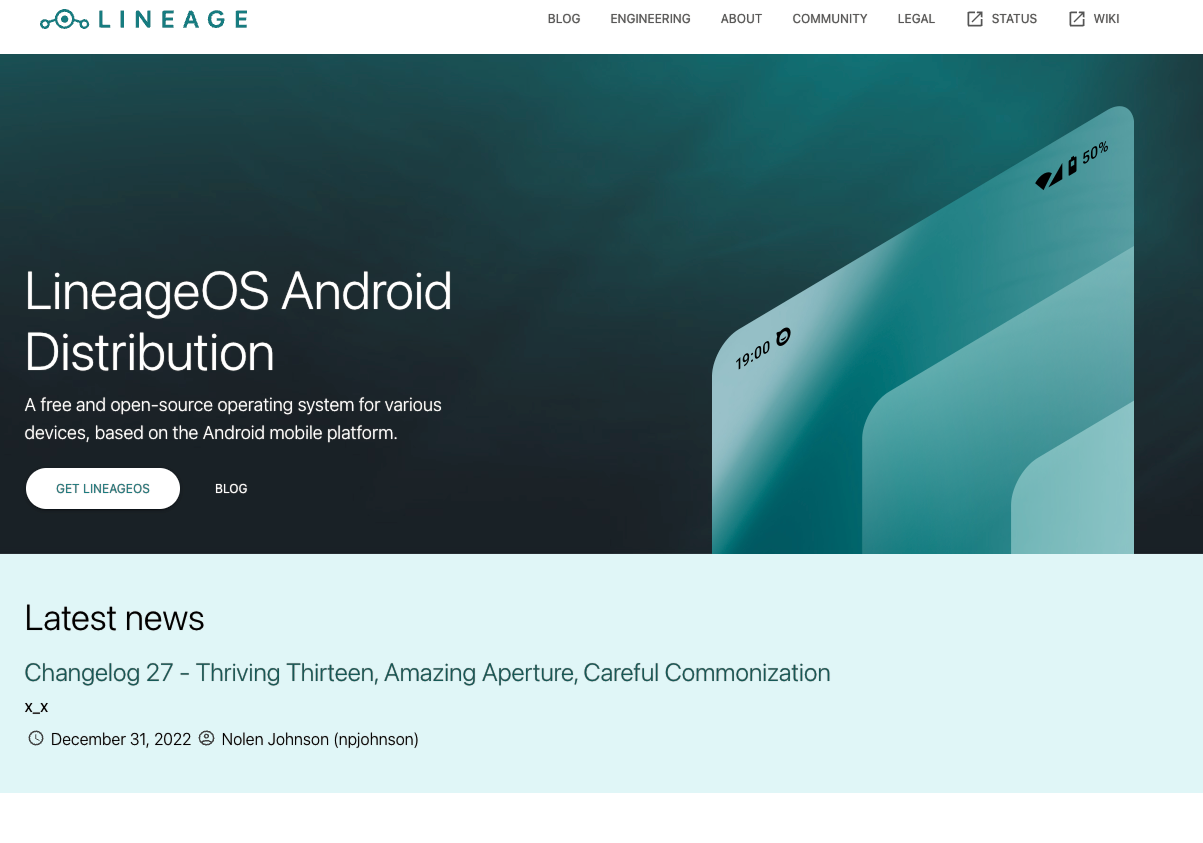 LINEAGE
BLOG ENGINEERING ABOUT COMMUNITY LEGAL STATUS WIKI
50%
19:00
LineageOS Android
Distribution
A free and open-source operating system for various
devices, based on the Android mobile platform.
GET LINEAGEOS BLOG
Latest news
Changelog 27 - Thriving Thirteen, Amazing Aperture, Careful Commonization
x_x
December 31, 2022 Nolen Johnson (npjohnson)